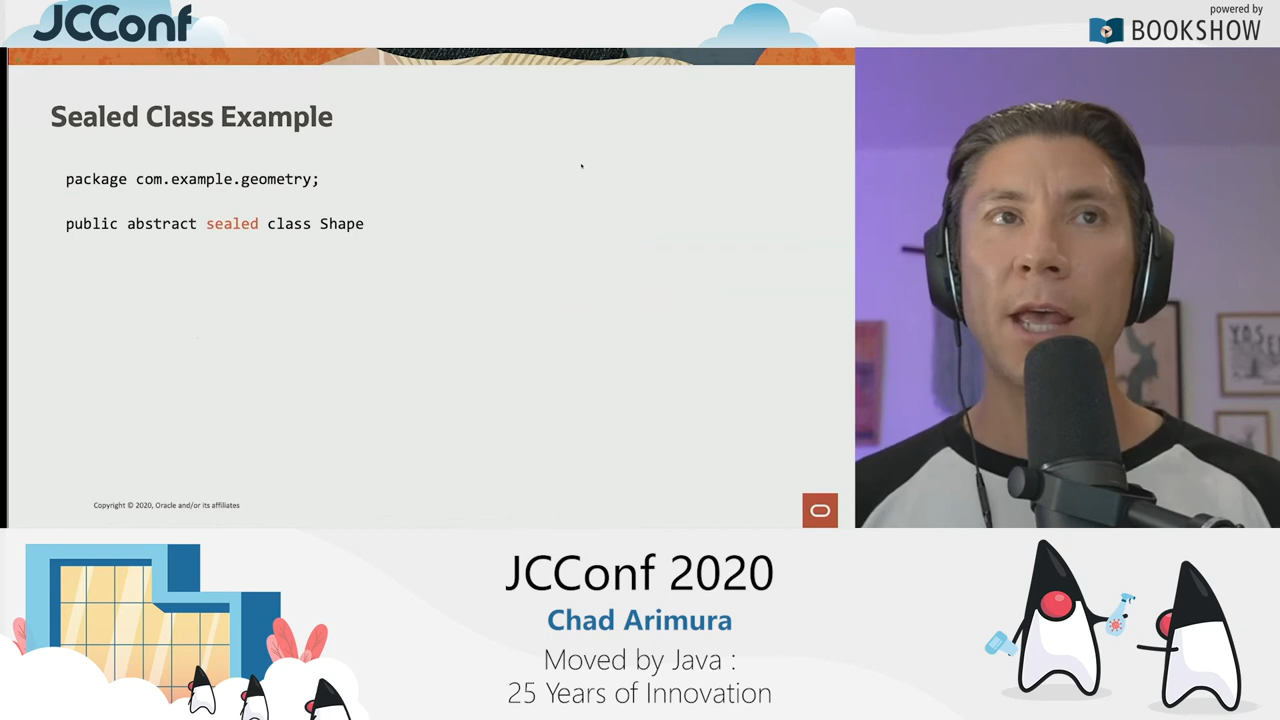 JCConf
powered by
BOOKSHOW
Sealed Class Example
package com.example.geometry;
public abstract sealed class Shape
Copyright © 2020, Oracle and/or its affiliates
JCConf 2020
Chad Arimura
Moved by Java :
25 Years of Innovation